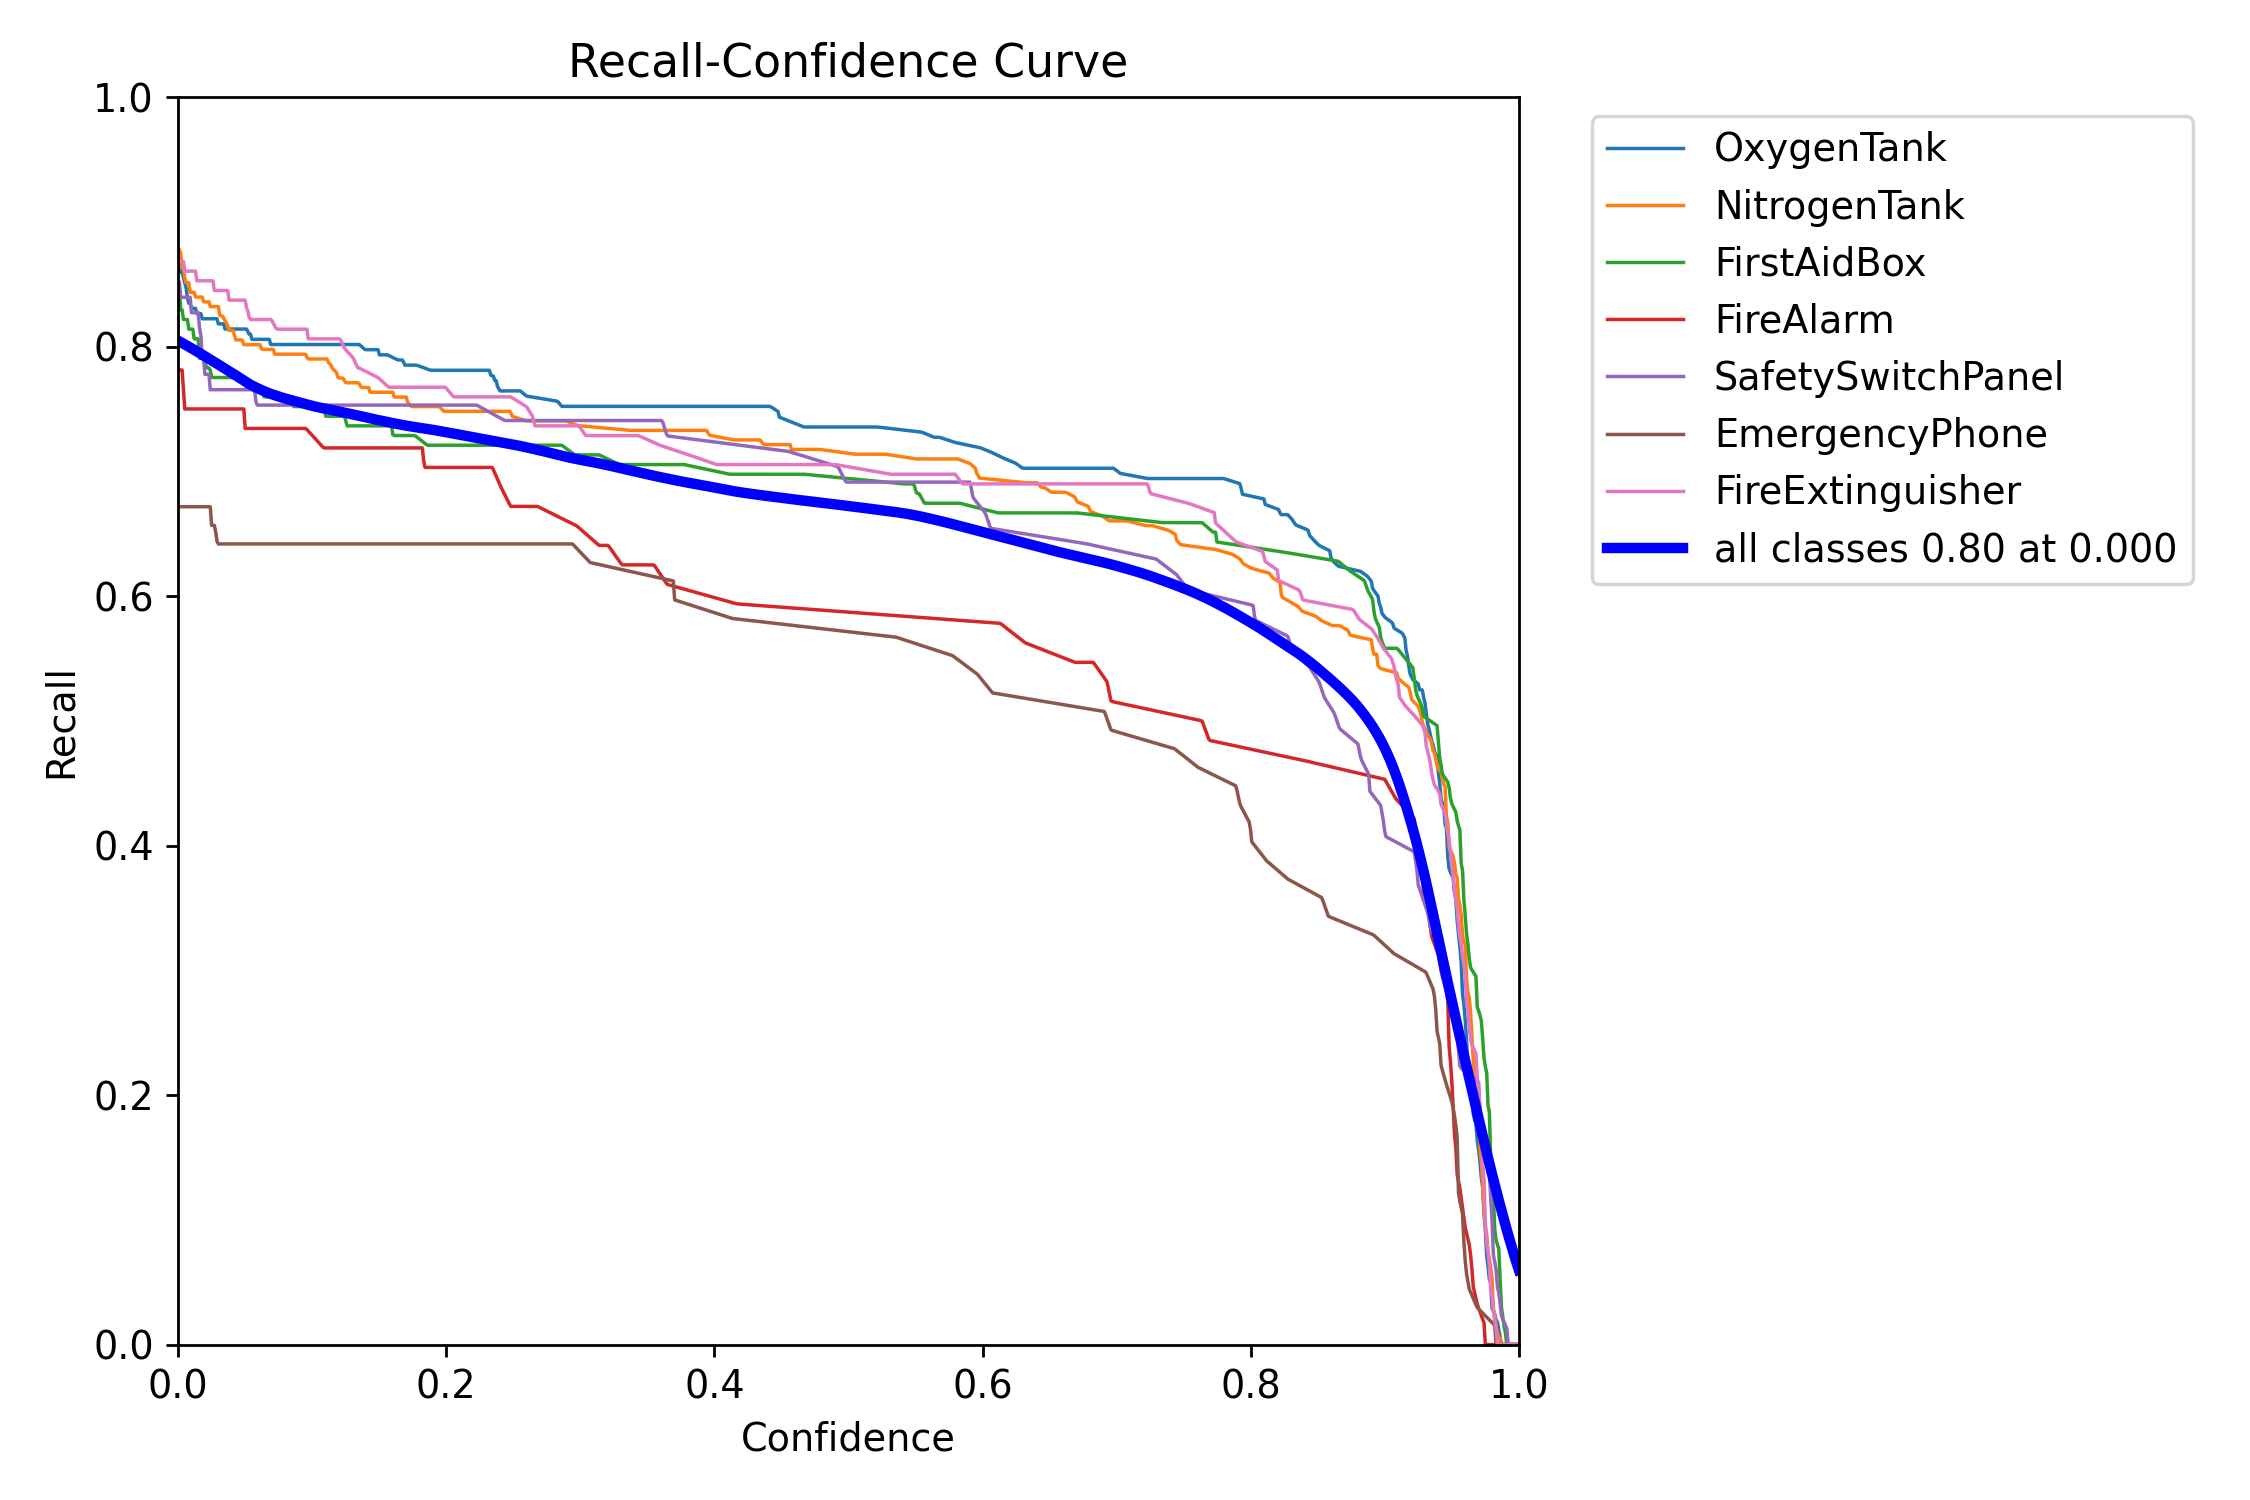 Recall-Confidence Curve
1.0
0.8
0.6
0.4
0.2
0.0
Recall
0.0 0.2 0.4 0.6 0.8 1.0
Confidence
OxygenTank
NitrogenTank
FirstAidBox
FireAlarm
SafetySwitchPanel
EmergencyPhone
FireExtinguisher
all classes 0.80 at 0.000